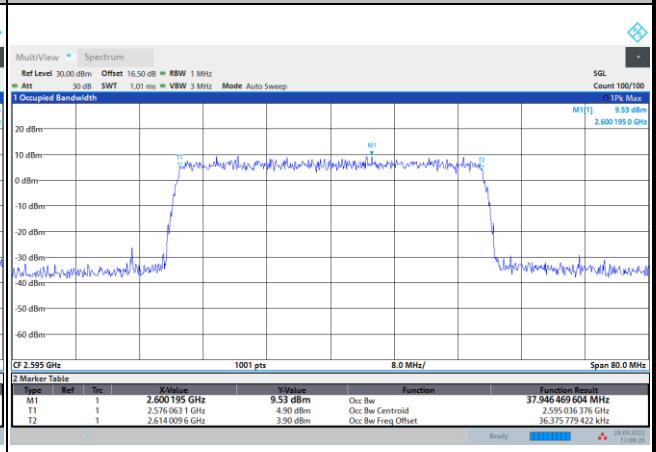 MultiView Spectrum
Ref Level 30.00 dBm Offset 16.50 dB RBW 1 MHz SGL
Att 30 dB SWT 1.01 ms VBW 3 MHz Mode Auto Sweep Count 100/100
1 Occupied Bandwidth 1Pk Max
M1[1] 9.53 dBm
2.600 195 0 GHz
20 dBm
M1
10 dBm
T1 T2
0 dBm
-10 dBm
-20 dBm
-30 dBm
-40 dBm
-50 dBm
-60 dBm
CF 2.595 GHz 1001 pts 8.0 MHz/ Span 80.0 MHz
2 Marker Table
Type Ref Trc X-Value Y-Value Function Function Result
M1 1 2.600195 GHz 9.53 dBm Occ Bw 37.946 469 604 MHz
T1 1 2.576 063 1 GHz 4.90 dBm Occ Bw Centroid 2.595 036 376 GHz
T2 1 2.614 009 6 GHz 3.90 dBm Occ Bw Freq Offset 36.375 779 422 kHz
Ready 28.09.2022
17:08:26